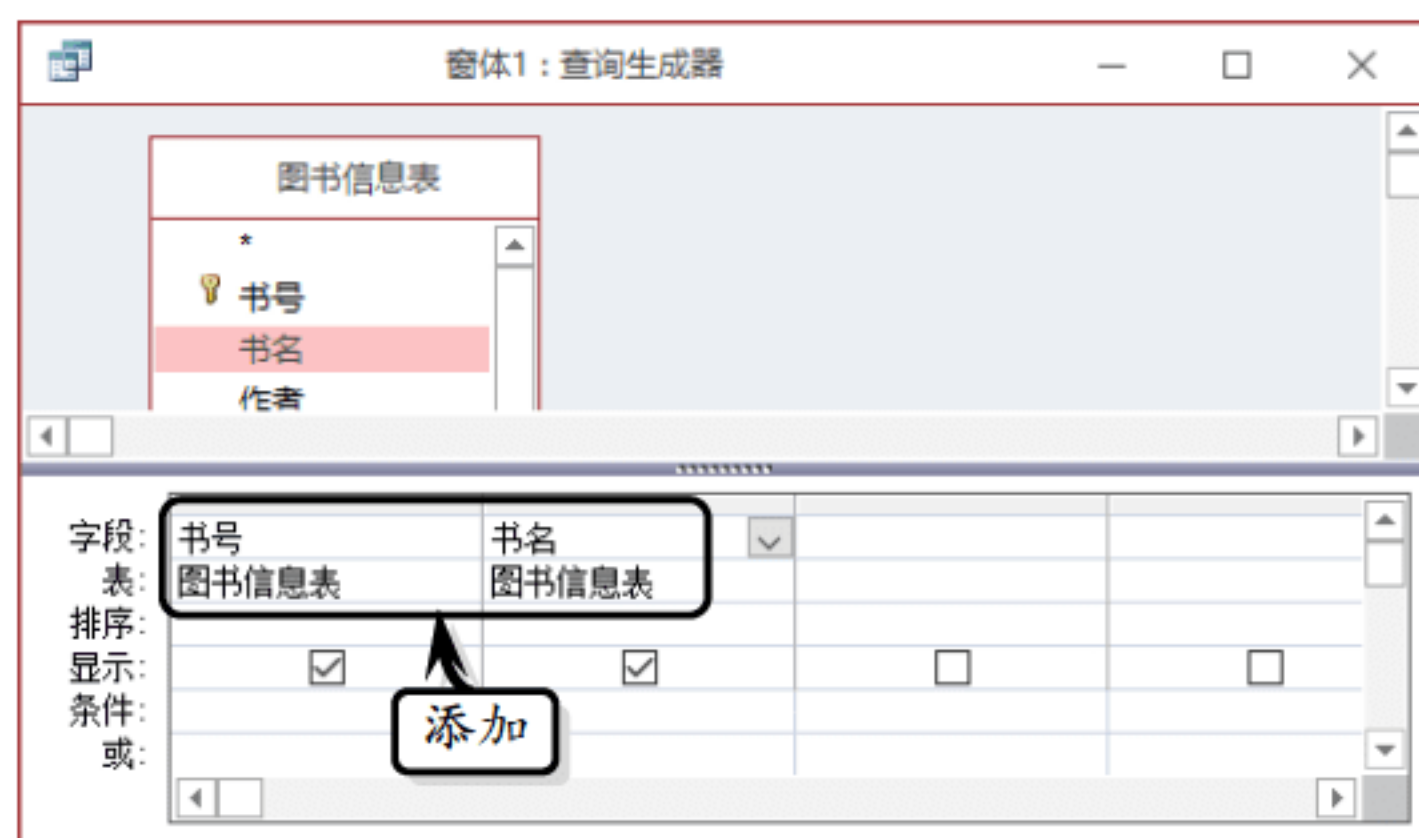 窗体1：查询生成器
图书信息表
*
书号
书名
作者
字段: 书号 书名
表: 图书信息表 图书信息表
排序:
显示:
条件:
或:
添加